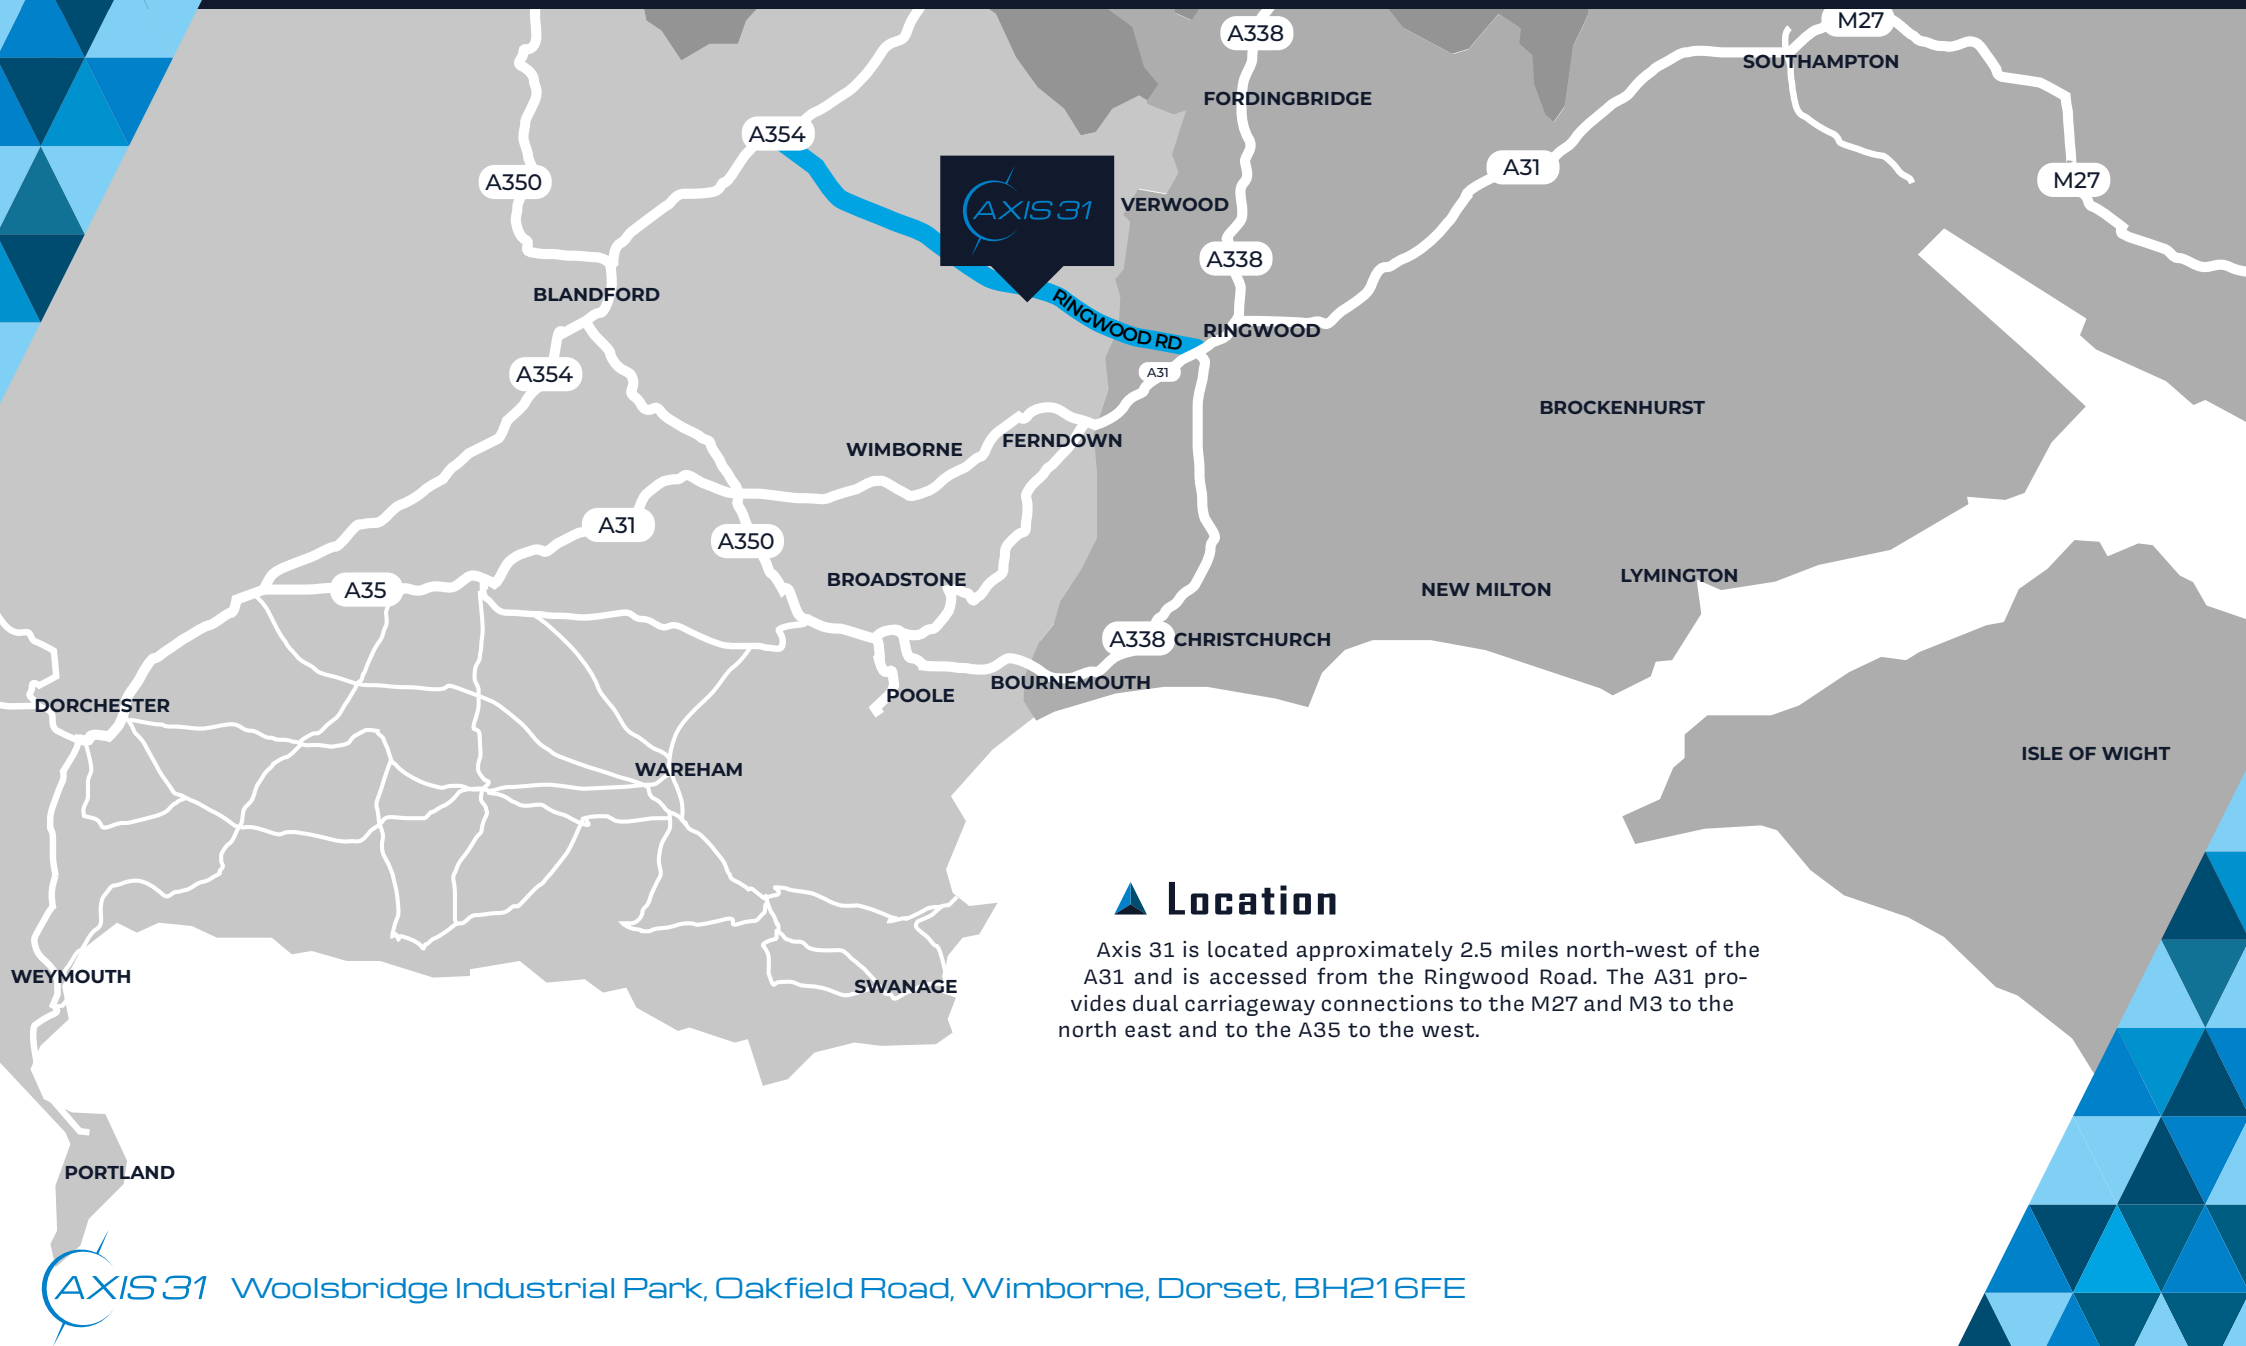 M27
A338
SOUTHAMPTON
FORDINGBRIDGE
A354
A31
A350
M27
AXIS 31
VERWOOD
A338
BLANDFORD
RINGWOOD RD
RINGWOOD
A354
A31
BROCKENHURST
WIMBORNE
FERNDOWN
A31
A350
BROADSTONE
A35
NEW MILTON
LYMINGTON
A338
CHRISTCHURCH
BOURNEMOUTH
POOLE
DORCHESTER
WAREHAM
ISLE OF WIGHT
WEYMOUTH
SWANAGE
PORTLAND
Location
Axis 31 is located approximately 2.5 miles north-west of the
A31 and is accessed from the Ringwood Road. The A31 pro-
vides dual carriageway connections to the M27 and M3 to the
north east and to the A35 to the west.
AXIS 31 Woolsbridge Industrial Park, Oakfield Road, Wimborne, Dorset, BH216FE